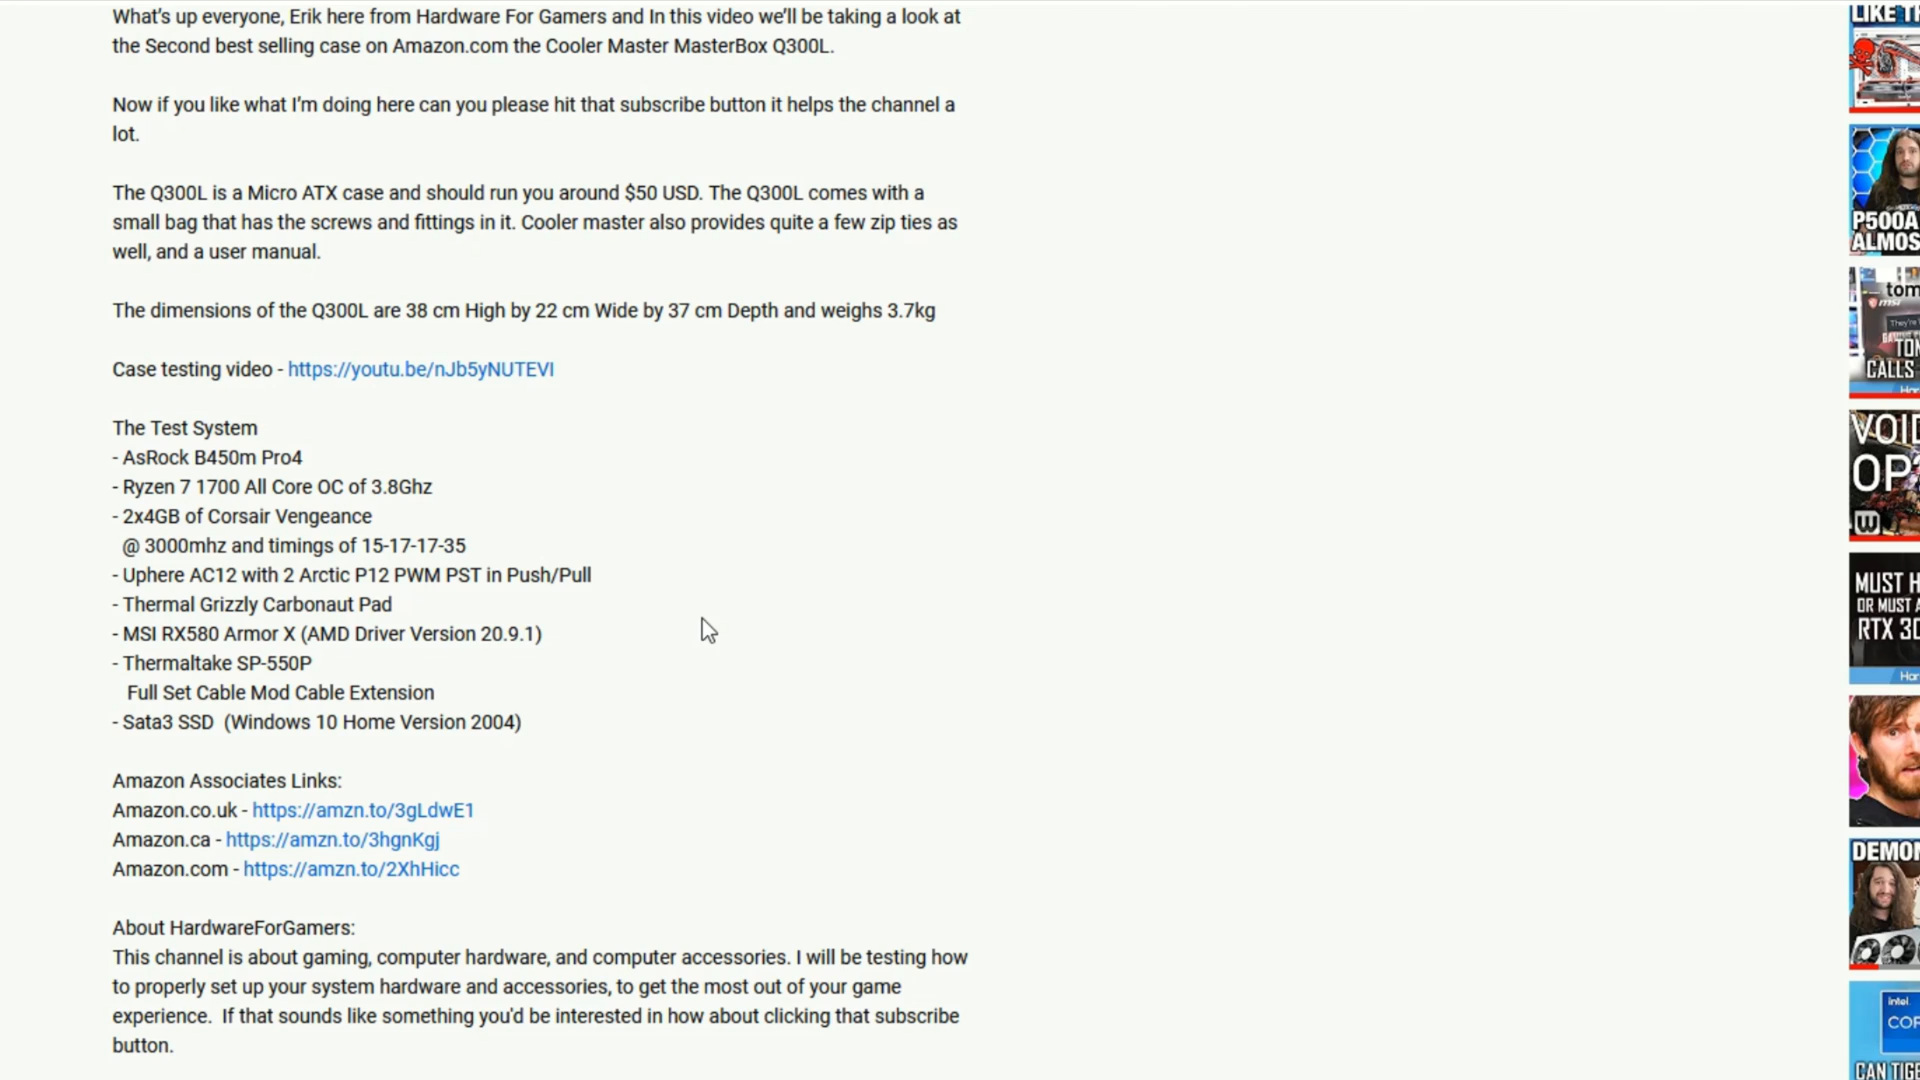 What's up everyone, Erik here from Hardware For Gamers and In this video we'll be taking a look at
the Second best selling case on Amazon.com the Cooler Master MasterBox Q300L.
Now if you like what I'm doing here can you please hit that subscribe button it helps the channel a
lot.
The Q300L is a Micro ATX case and should run you around $50 USD. The Q300L comes with a
small bag that has the screws and fittings in it. Cooler master also provides quite a few zip ties as
well, and a user manual.
The dimensions of the Q300L are 38 cm High by 22 cm Wide by 37 cm Depth and weighs 3.7kg
Case testing video - https://youtu.be/nJb5yNUTEVI
The Test System
- AsRock B450m Pro4
- Ryzen 7 1700 All Core OC of 3.8Ghz
- 2x4GB of Corsair Vengeance
@ 3000mhz and timings of 15-17-17-35
- Uphere AC12 with 2 Arctic P12 PWM PST in Push/Pull
- Thermal Grizzly Carbonaut Pad
- MSI RX580 Armor X (AMD Driver Version 20.9.1)
- Thermaltake SP-550P
Full Set Cable Mod Cable Extension
- Sata3 SSD (Windows 10 Home Version 2004)
Amazon Associates Links:
Amazon.co.uk - https://amzn.to/3gLdwE1
Amazon.ca - https://amzn.to/3hgnKgj
Amazon.com - https://amzn.to/2XhHicc
About HardwareForGamers:
This channel is about gaming, computer hardware, and computer accessories. I will be testing how
to properly set up your system hardware and accessories, to get the most out of your game
experience. If that sounds like something you'd be interested in how about clicking that subscribe
button.
LIKE
P500A
ALMOS
tom
msi
They're
CALLS
Har
VOID
OP
W
MUST H
OR MUST A
RTX 30
Har
DEMON
intel
COR
CAN TIGE